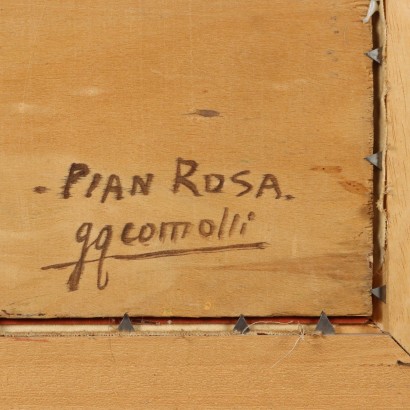 . PIAN ROSA.
ggcomolli